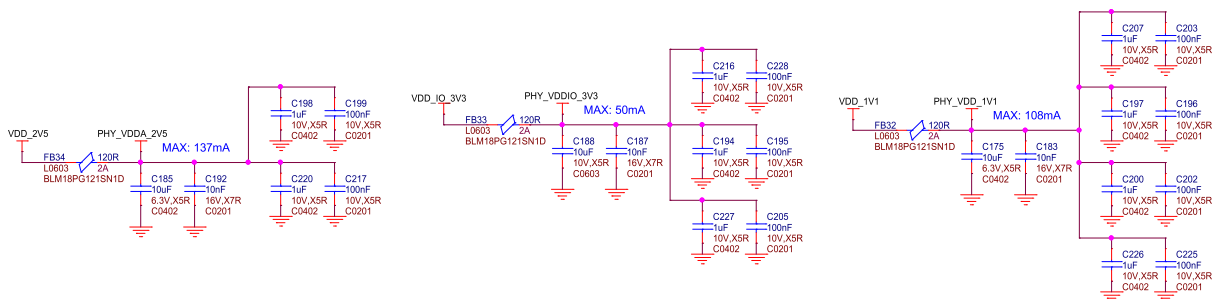 VDD_2V5
FB34
120R
L0603
2A
BLM18PG121SN1D
PHY_VDDA_2V5
MAX: 137mA
C185
10uF
6.3V,X5R
C0402
C192
10nF
16V,X7R
C0201
C198
1uF
10V,X5R
C0402
C199
100nF
10V,X5R
C0201
C220
1uF
10V,X5R
C0402
C217
100nF
10V,X5R
C0201
VDD_IO_3V3
FB33
120R
L0603
2A
BLM18PG121SN1D
PHY_VDDIO_3V3
MAX: 50mA
C188
10uF
10V,X5R
C0603
C187
10nF
16V,X7R
C0201
C216
1uF
10V,X5R
C0402
C228
100nF
10V,X5R
C0201
C194
1uF
10V,X5R
C0402
C195
100nF
10V,X5R
C0201
C227
1uF
10V,X5R
C0402
C205
100nF
10V,X5R
C0201
VDD_1V1
FB32
120R
L0603
2A
BLM18PG121SN1D
PHY_VDD_1V1
MAX: 108mA
C175
10uF
6.3V,X5R
C0402
C183
10nF
16V,X7R
C0201
C207
1uF
10V,X5R
C0402
C203
100nF
10V,X5R
C0201
C197
1uF
10V,X5R
C0402
C196
100nF
10V,X5R
C0201
C200
1uF
10V,X5R
C0402
C202
100nF
10V,X5R
C0201
C226
1uF
10V,X5R
C0402
C225
100nF
10V,X5R
C0201